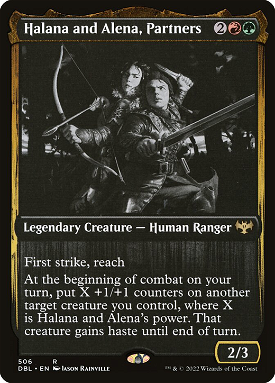 Halana and Alena, Partners 2
Legendary Creature — Human Ranger
First strike, reach
At the beginning of combat on your
turn, put X +1/+1 counters on another
target creature you control, where X
is Halana and Alena's power. That
creature gains haste until end of turn.
2/3
506 R
DBL • EN Jason Rainville
™ & © 2022 Wizards of the Coast